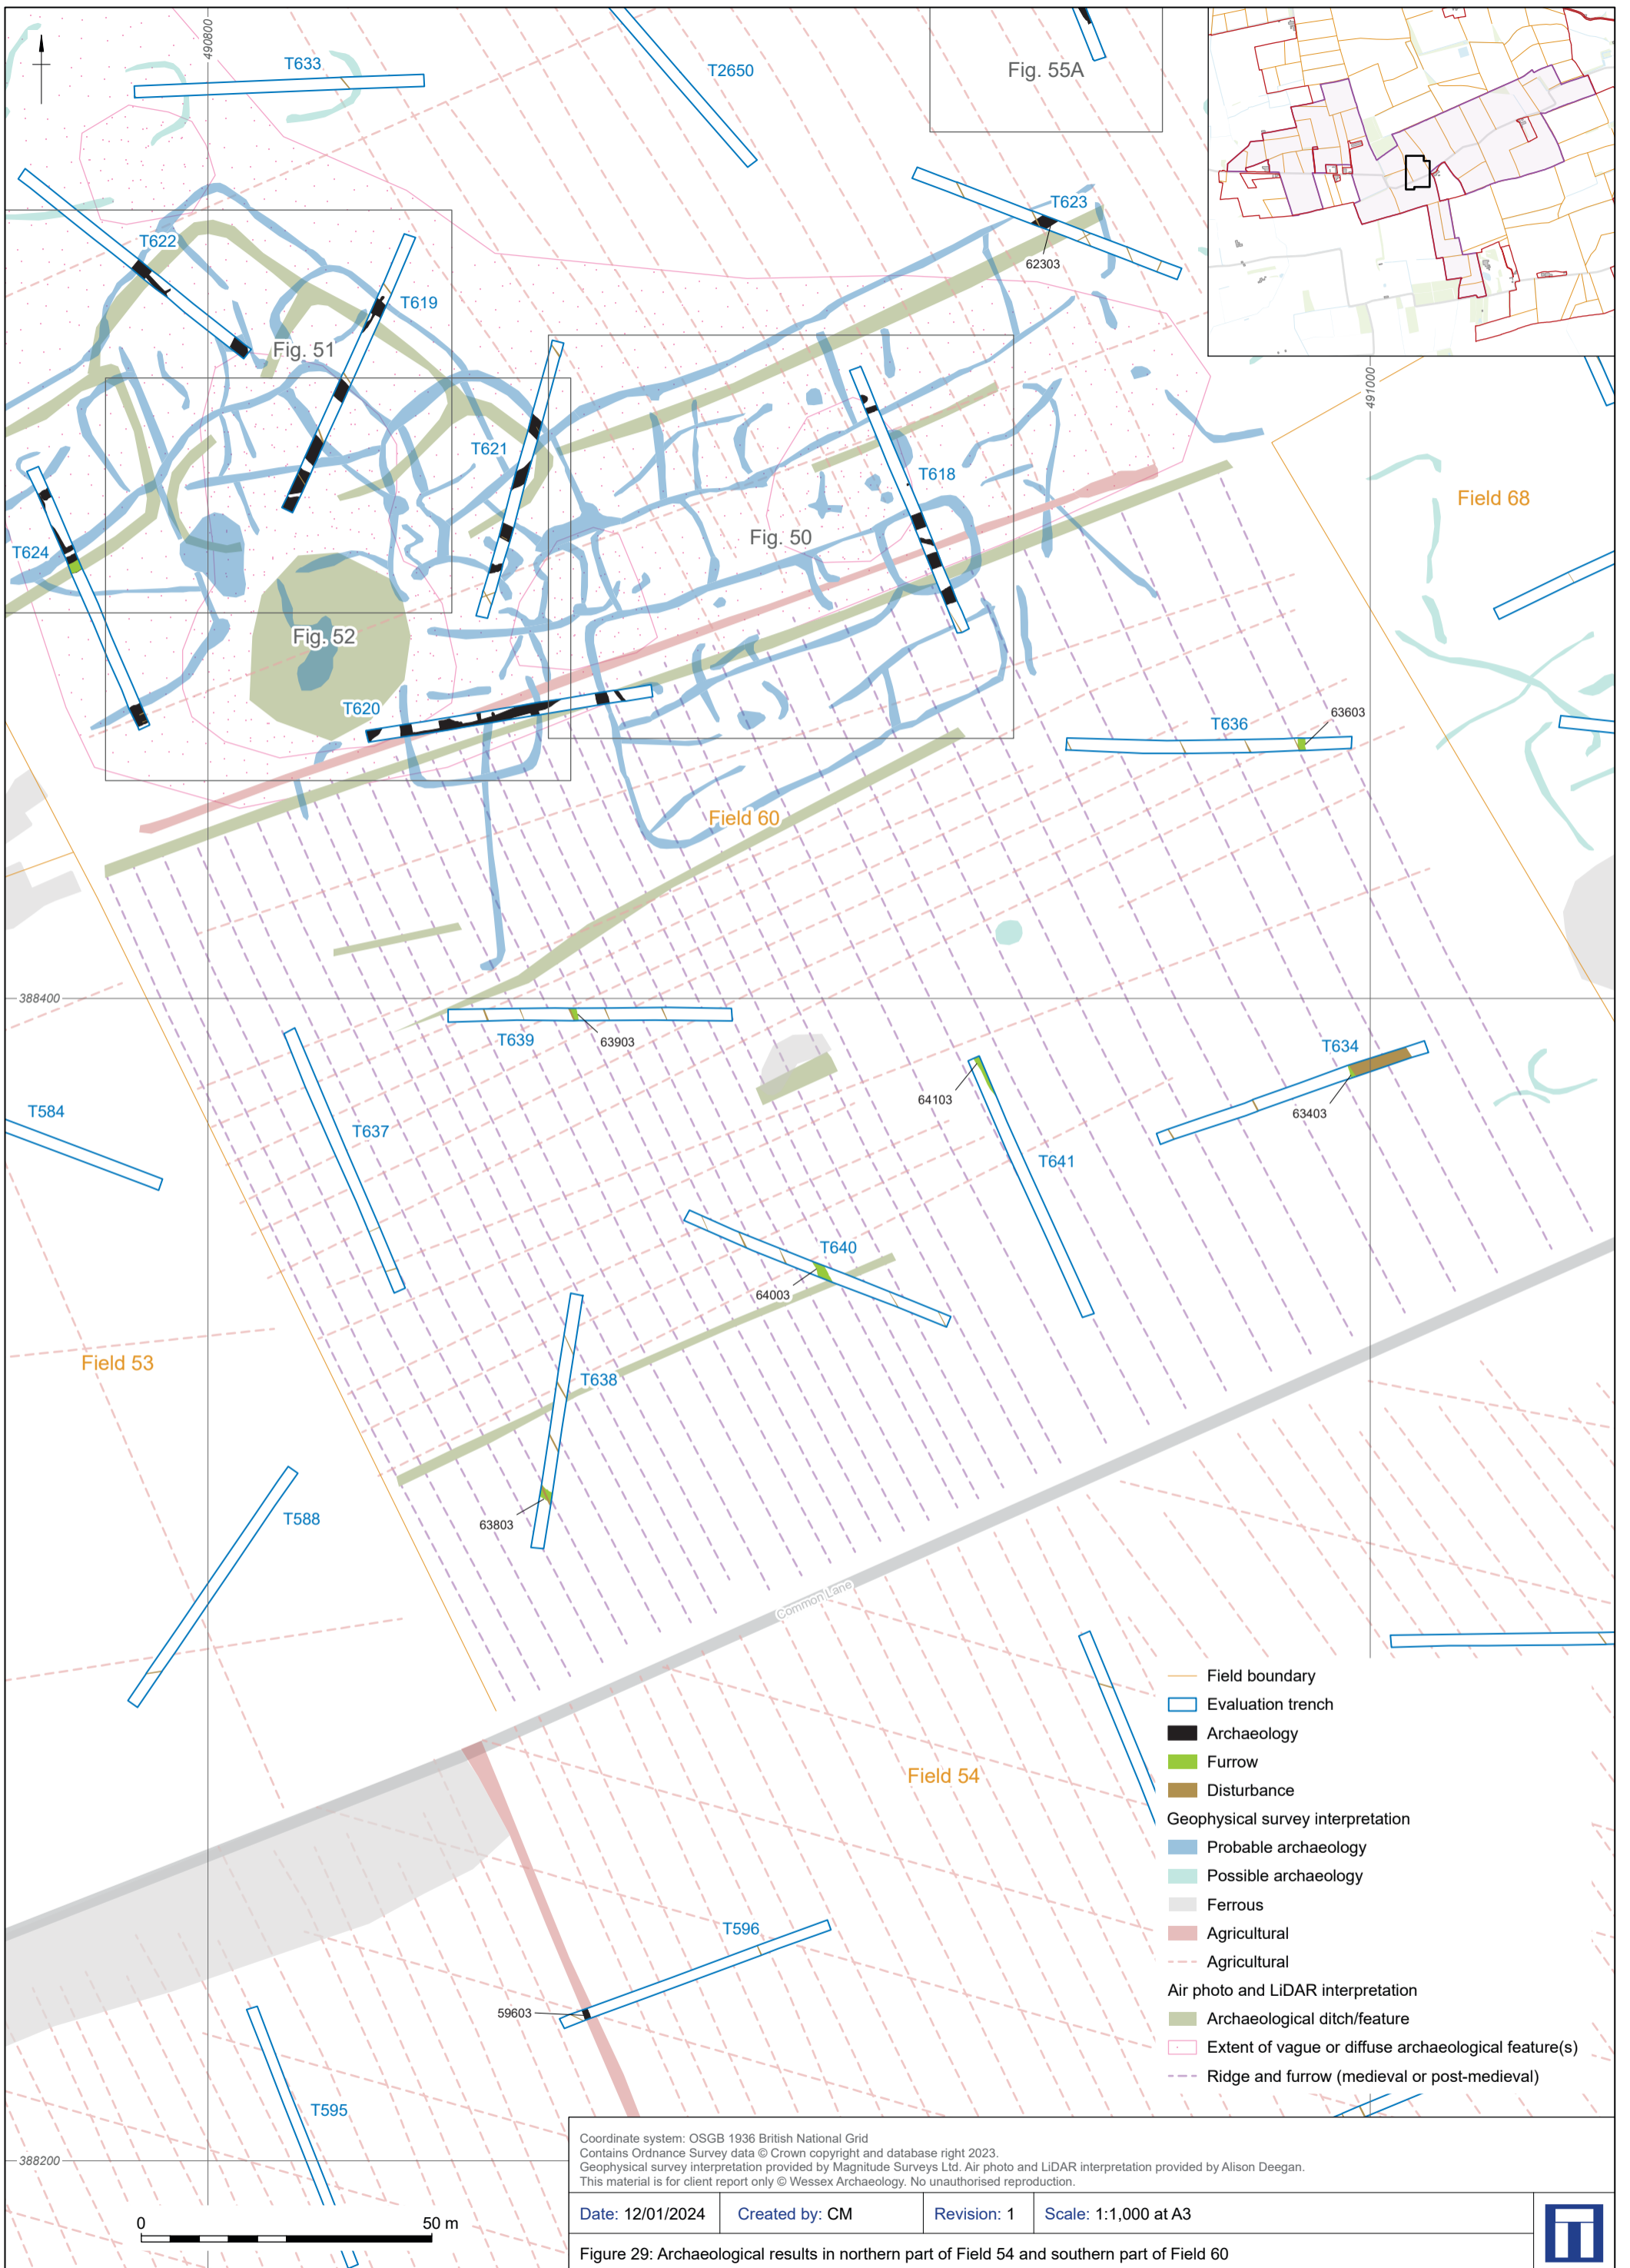 490800
T633
T2650
Fig. 55A
T623
62303
T622
T619
Fig. 51
491000
T621
T618
Field 68
Fig. 50
T624
Fig. 52
T620
T636
63603
Field 60
388400
T639
63903
T634
63403
64103
T584
T637
T641
T640
64003
Field 53
T638
63803
T588
Common Lane
Field 54
T596
59603
T595
388200
0 50 m
Field boundary
Evaluation trench
Archaeology
Furrow
Disturbance
Geophysical survey interpretation
Probable archaeology
Possible archaeology
Ferrous
Agricultural
Agricultural
Air photo and LiDAR interpretation
Archaeological ditch/feature
Extent of vague or diffuse archaeological feature(s)
Ridge and furrow (medieval or post-medieval)
Coordinate system: OSGB 1936 British National Grid
Contains Ordnance Survey data © Crown copyright and database right 2023.
Geophysical survey interpretation provided by Magnitude Surveys Ltd. Air photo and LiDAR interpretation provided by Alison Deegan.
This material is for client report only © Wessex Archaeology. No unauthorised reproduction.
Date: 12/01/2024 Created by: CM Revision: 1 Scale: 1:1,000 at A3
Figure 29: Archaeological results in northern part of Field 54 and southern part of Field 60